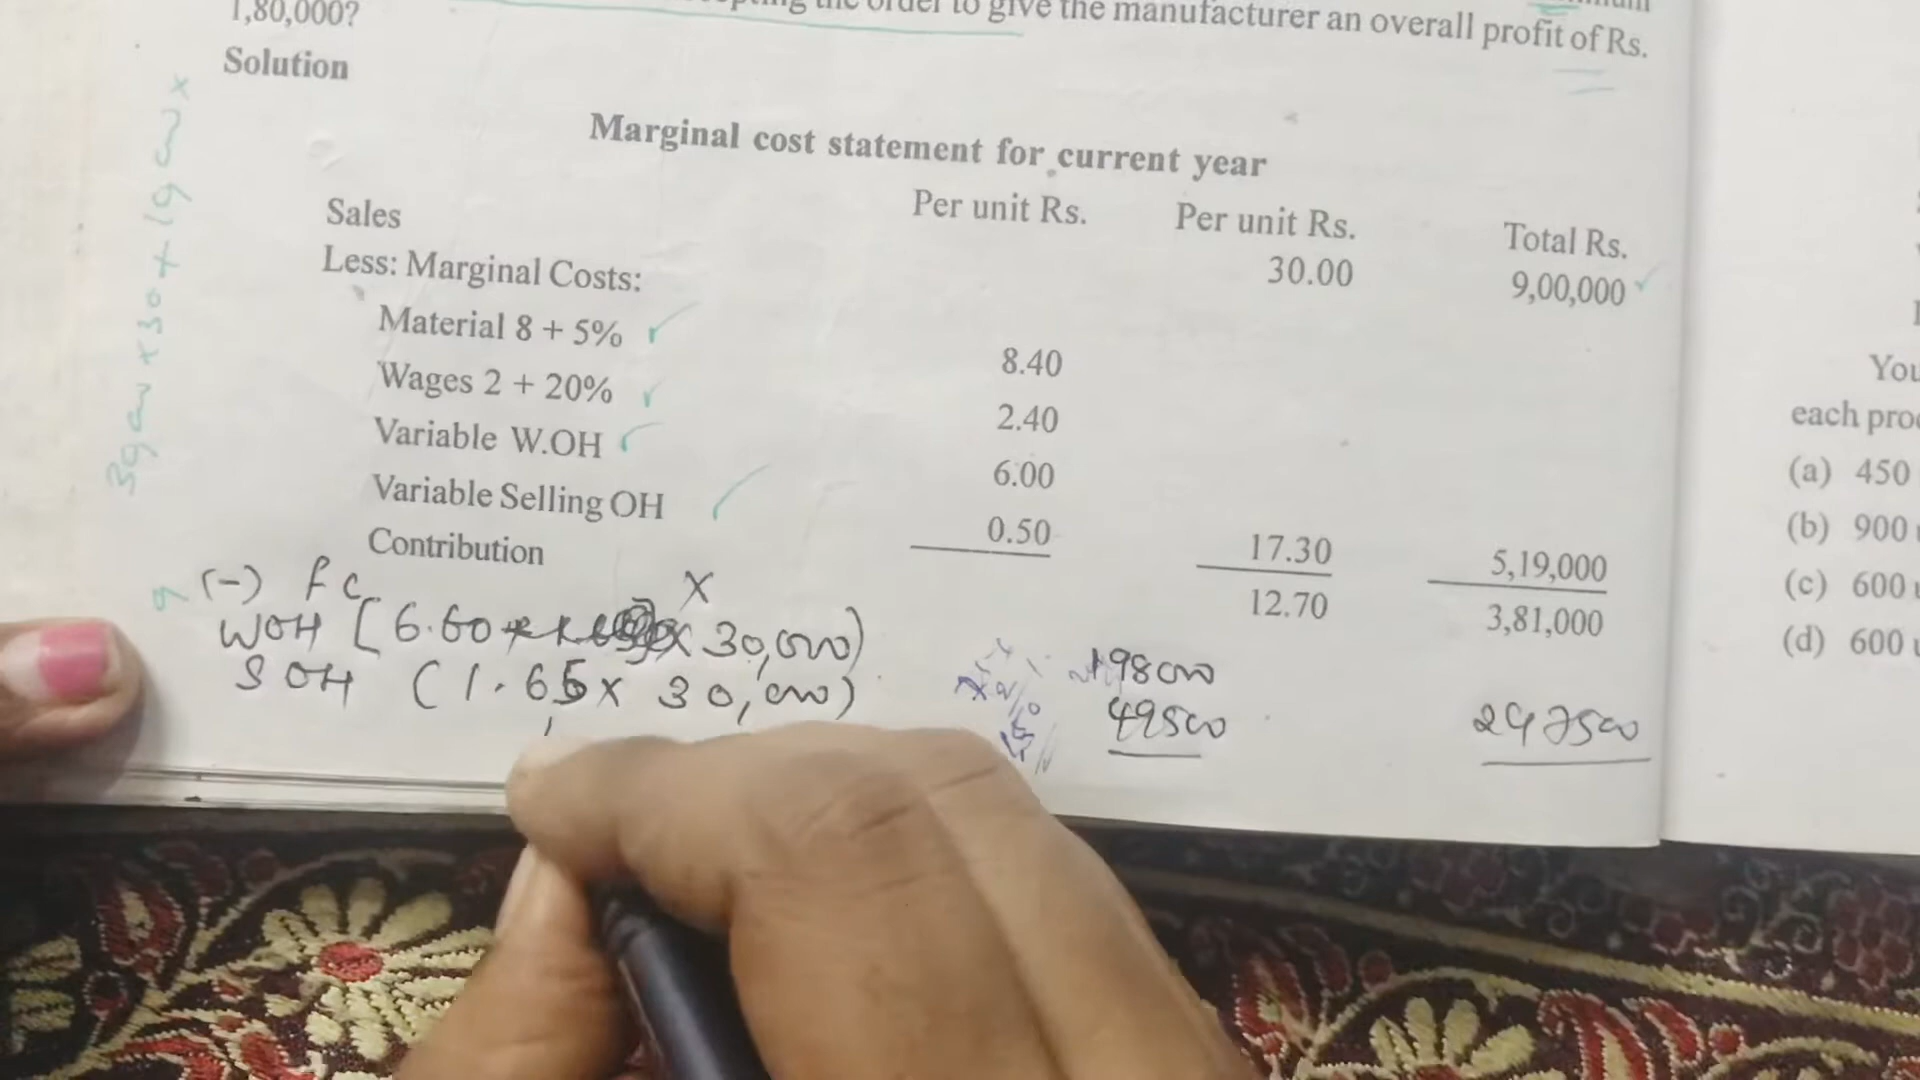 1,80,000?
the order to give the manufacturer an overall profit of Rs.
Solution
Marginal cost statement for current year
Per unit Rs. Per unit Rs. Total Rs.
Sales 30.00 9,00,000
Less: Marginal Costs:
Material 8 + 5% 8.40
Wages 2 + 20% 2.40
Variable W.OH 6.00
Variable Selling OH 0.50 17.30 5,19,000
Contribution 12.70 3,81,000
(-) FC
WOH [6.60 x 30,000) 198000
SOH (1.65 x 30,000) 49500 247500
You
each
(a) 450
(b) 900
(c) 600
(d) 600